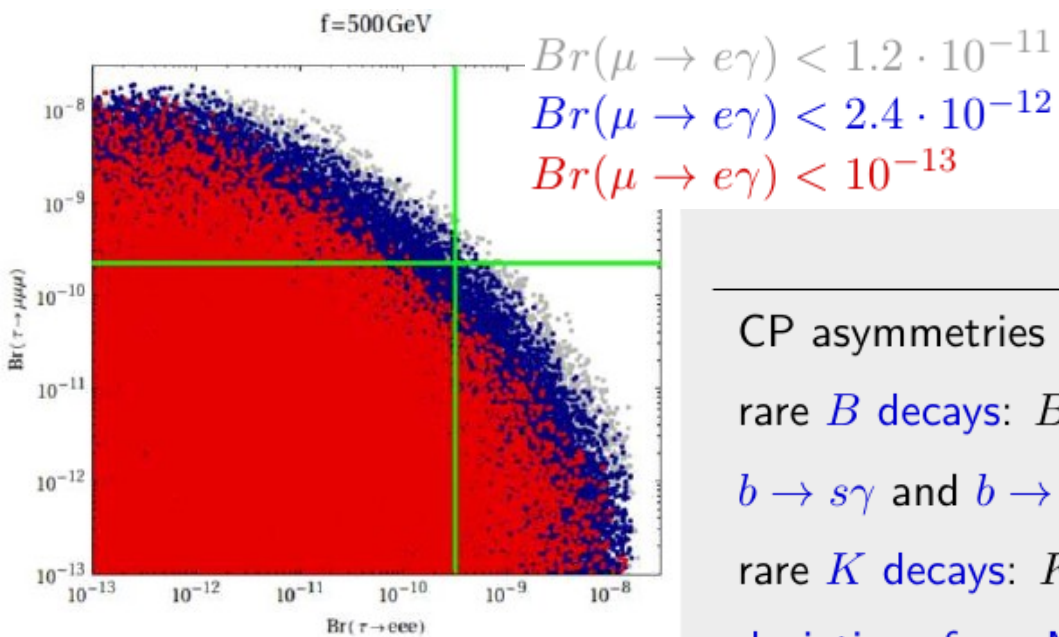 f=500 GeV
Br(μ → eγ) < 1.2 · 10⁻¹¹
Br(μ → eγ) < 2.4 · 10⁻¹²
Br(μ → eγ) < 10⁻¹³
10⁻⁸
10⁻⁹
10⁻¹⁰
10⁻¹¹
10⁻¹²
10⁻¹³
Br( τ→μμμ)
10⁻¹³ 10⁻¹² 10⁻¹¹ 10⁻¹⁰ 10⁻⁹ 10⁻⁸
Br( τ→eee)
CP asymmetries
rare B decays: B
b → sγ and b →
rare K decays: